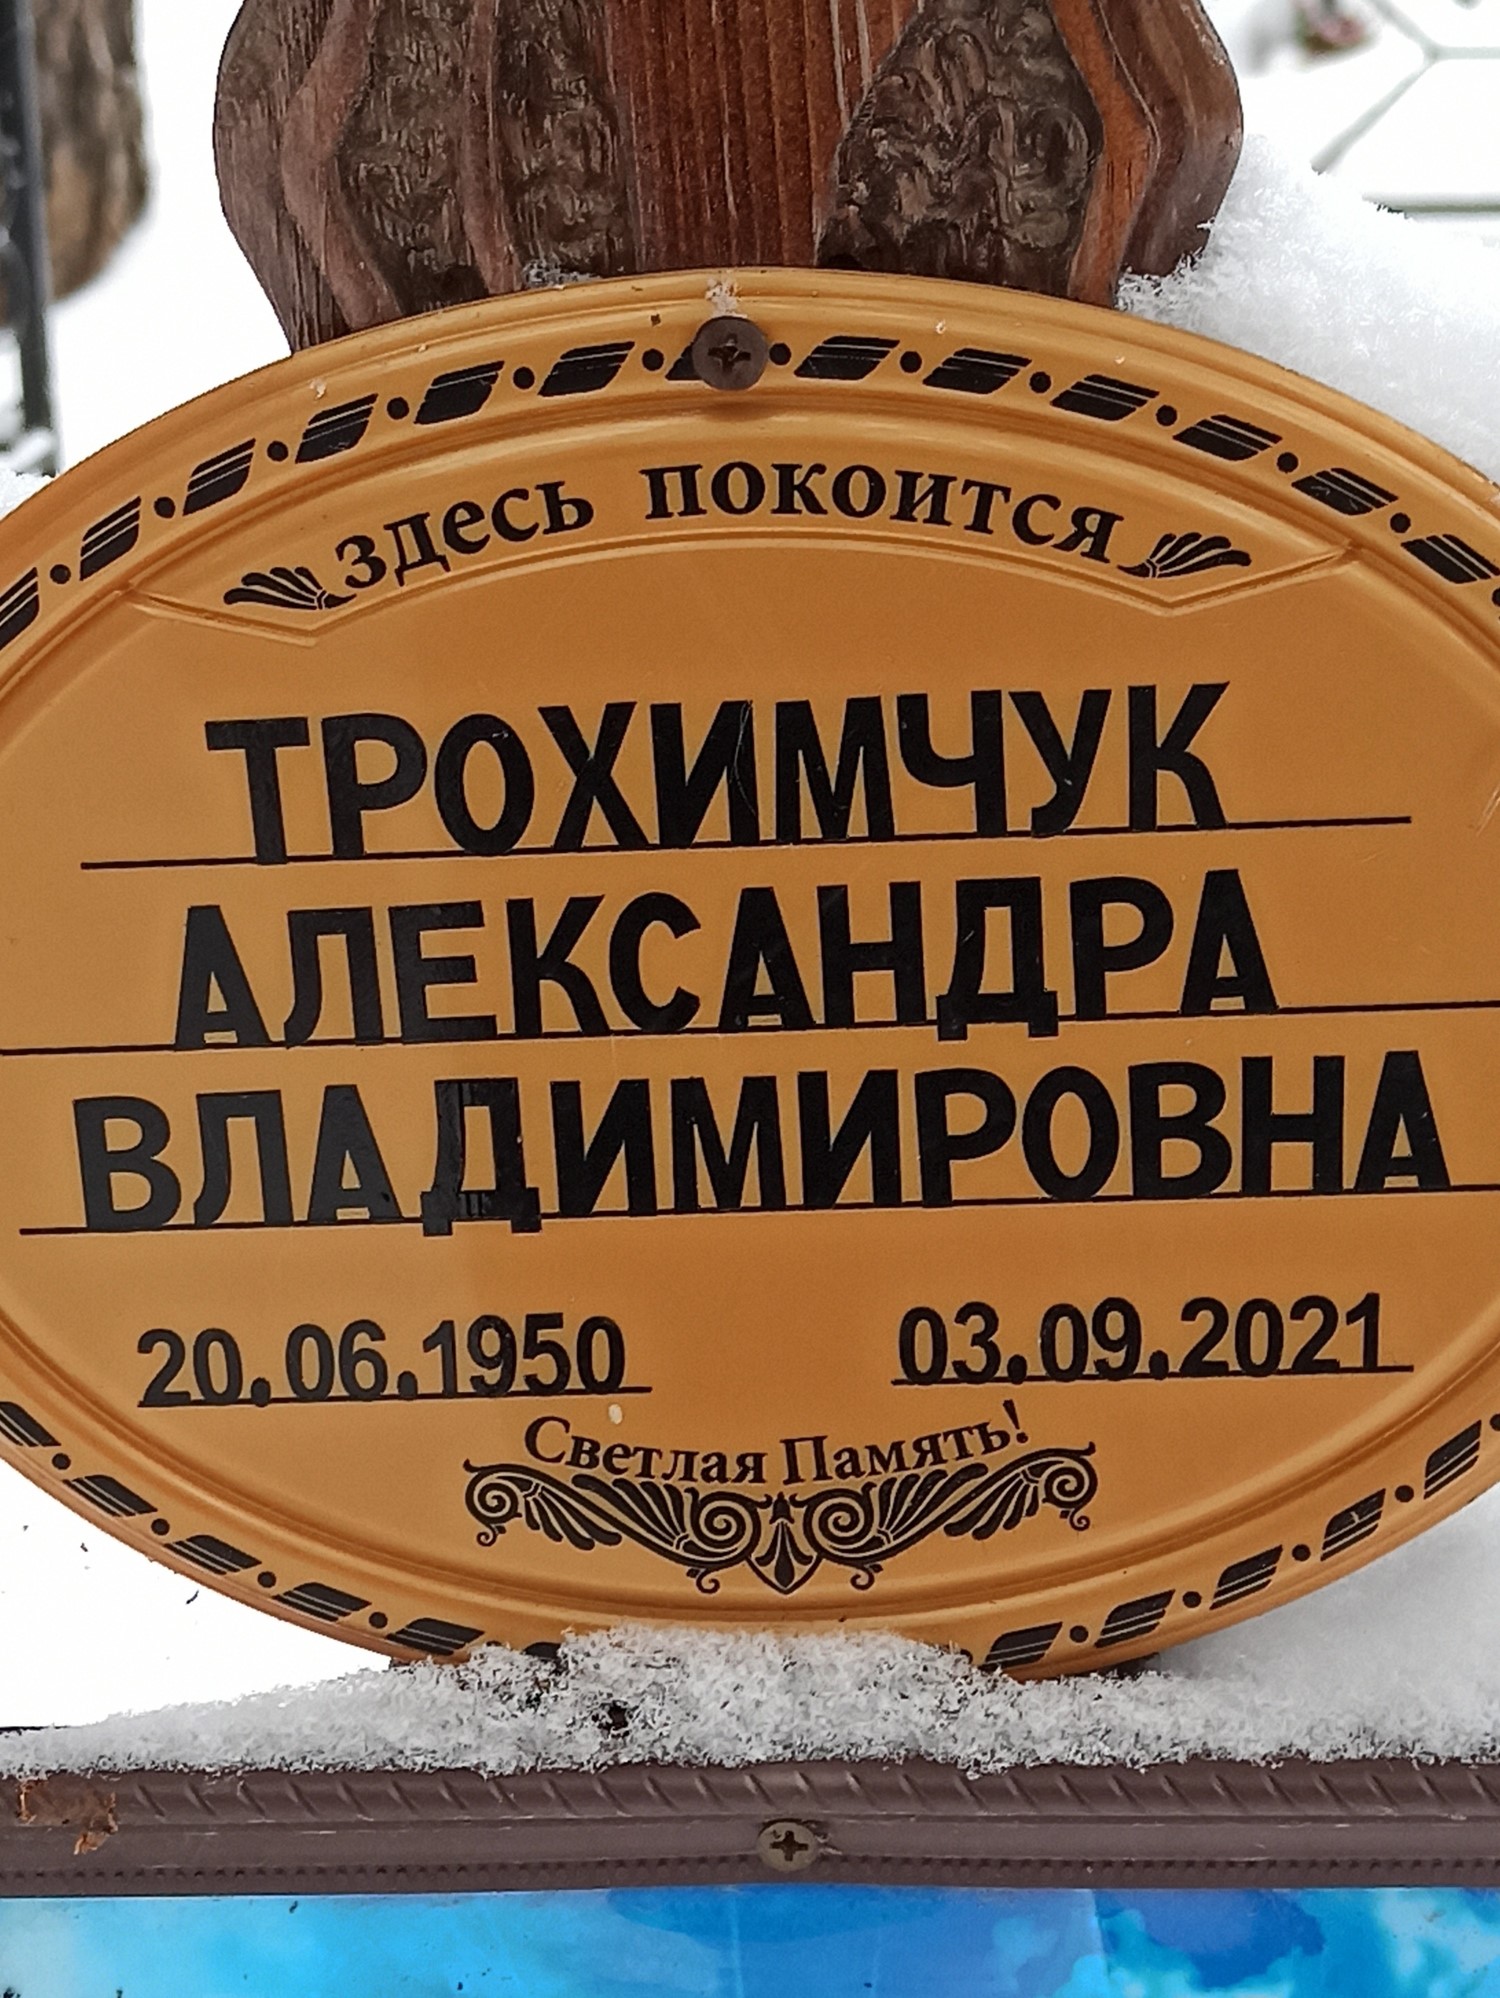 здесь покоится
ТРОХИМЧУК
АЛЕКСАНДРА
ВЛАДИМИРОВНА
20.06.1950 03.09.2021
Светлая Память!